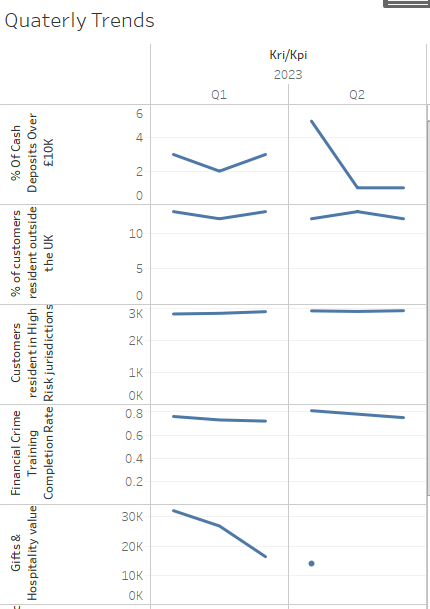 Quaterly Trends
Kri/Kpi
2023
Q1
Q2
% Of Cash
Deposits Over
£10K
6
4
2
0
% of customers
resident outside
the UK
10
5
0
Customers
resident in High
Risk jurisdictions
3K
2K
1K
0K
Financial Crime
Training
Completion Rate
0.8
0.6
0.4
0.2
Gifts &
Hospitality value
30K
20K
10K
0K